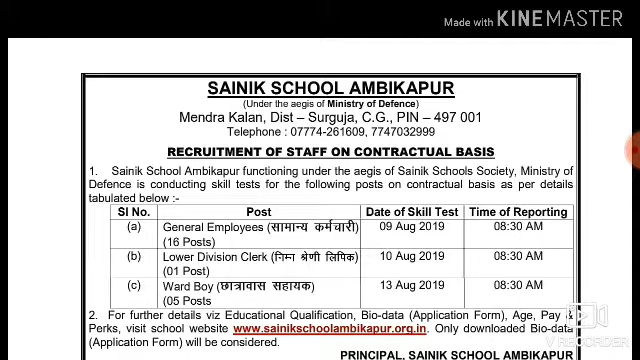 Made with KINEMASTER
SAINIK SCHOOL AMBIKAPUR
(Under the aegis of Ministry of Defence)
Mendra Kalan, Dist – Surguja, C.G., PIN – 497 001
Telephone : 07774-261609, 7747032999
RECRUITMENT OF STAFF ON CONTRACTUAL BASIS
1. Sainik School Ambikapur functioning under the aegis of Sainik Schools Society, Ministry of
Defence is conducting skill tests for the following posts on contractual basis as per details
tabulated below :-
Sl No. Post Date of Skill Test Time of Reporting
(a) General Employees (सामान्य कर्मचारी) 09 Aug 2019 08:30 AM
(16 Posts)
(b) Lower Division Clerk (निम्न श्रेणी लिपिक) 10 Aug 2019 08:30 AM
(01 Post)
(c) Ward Boy (छात्रावास सहायक) 13 Aug 2019 08:30 AM
(05 Posts
2. For further details viz Educational Qualification, Bio-data (Application Form), Age, Pay &
Perks, visit school website www.sainikschoolambikapur.org.in. Only downloaded Bio-data
(Application Form) will be considered.
PRINCIPAL, SAINIK SCHOOL AMBIKAPUR
V RECORDER